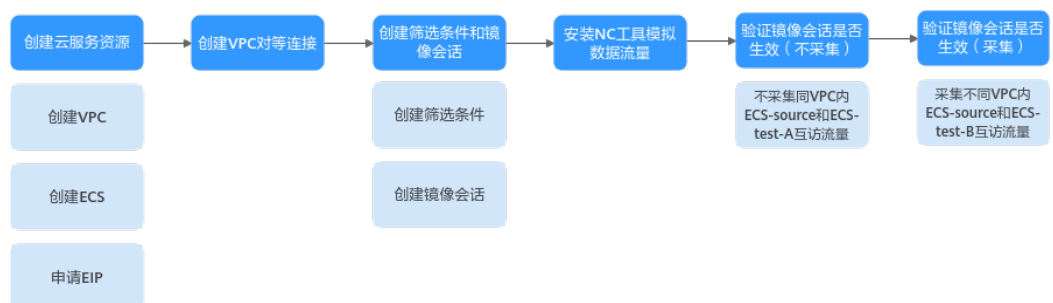 创建云服务资源
创建VPC对等连接
创建筛选条件和镜
像会话
安装NC工具模拟
数据流量
验证镜像会话是否
生效（不采集）
验证镜像会话是否
生效（采集）
创建VPC
创建ECS
申请EIP
创建筛选条件
创建镜像会话
不采集同VPC内
ECS-source和ECS-
test-A互访流量
采集不同VPC内
ECS-source和ECS-
test-B互访流量